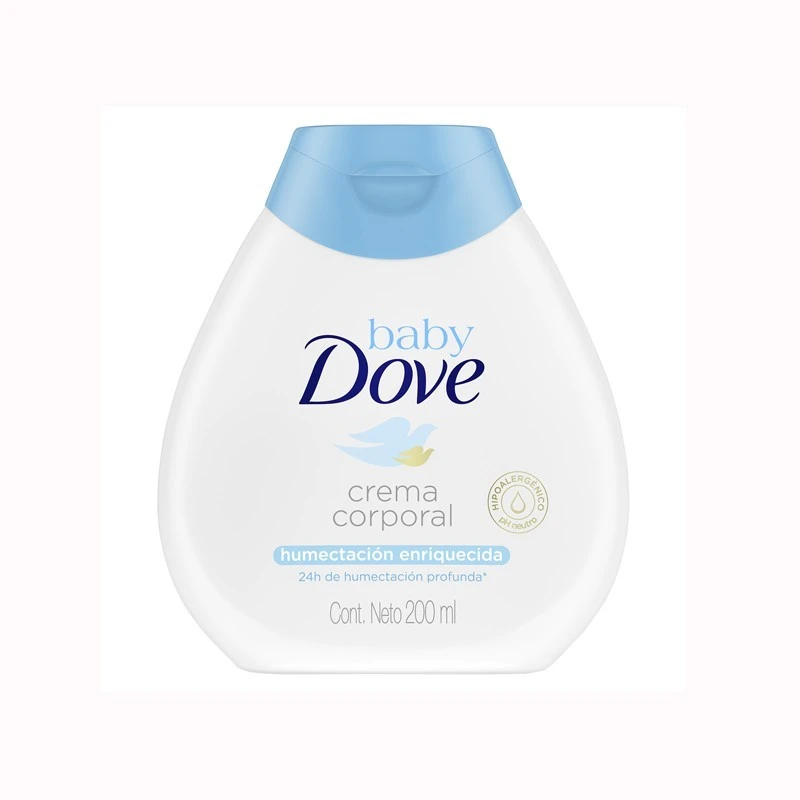 baby
Dove
crema
corporal
HIPOALERGÉNICO
pH neutro
humectación enriquecida
24h de humectación profunda*
Cont. Neto 200 ml